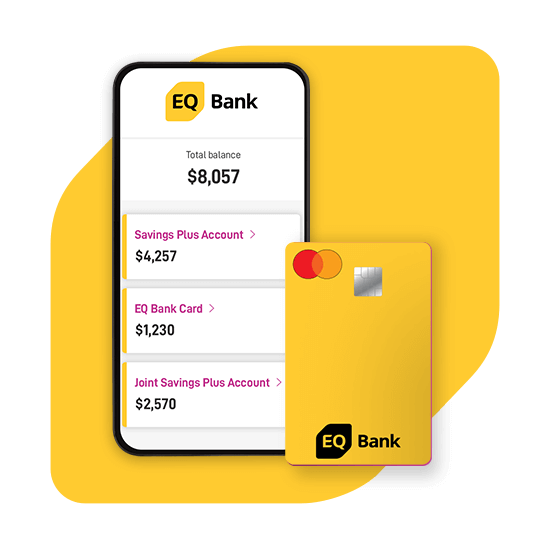 EQ Bank
Total balance
$8,057
Savings Plus Account >
$4,257
EQ Bank Card >
$1,230
Joint Savings Plus Account >
$2,570
EQ Bank